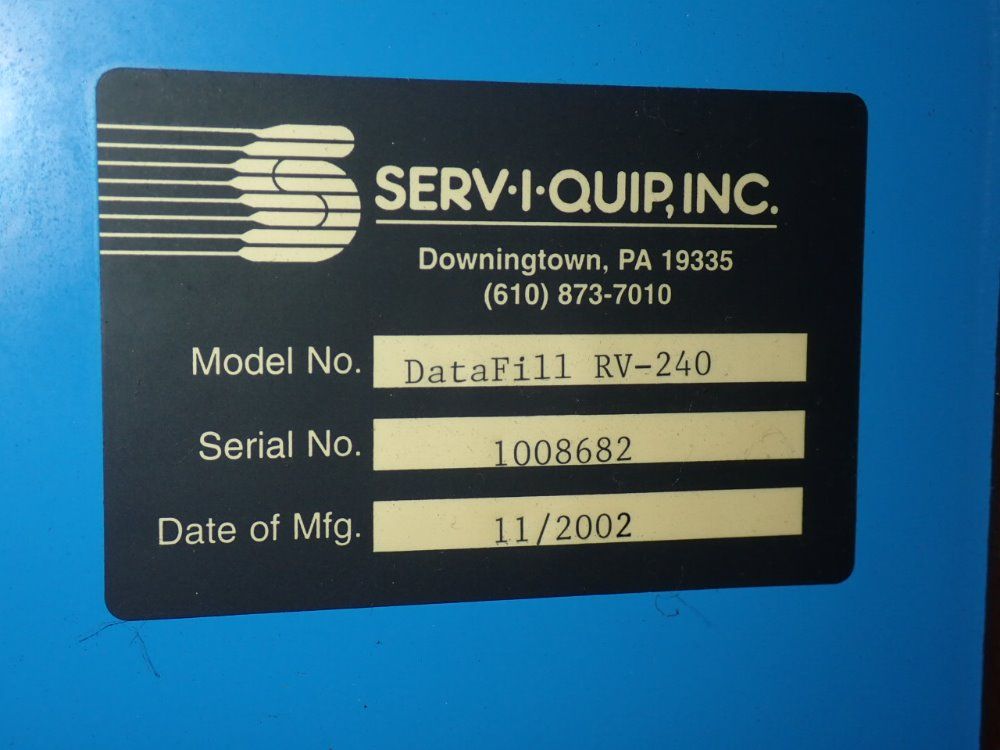 SERV·I·QUIP, INC.
Downingtown, PA 19335
(610) 873-7010
Model No. DataFill RV-240
Serial No. 1008682
Date of Mfg. 11/2002